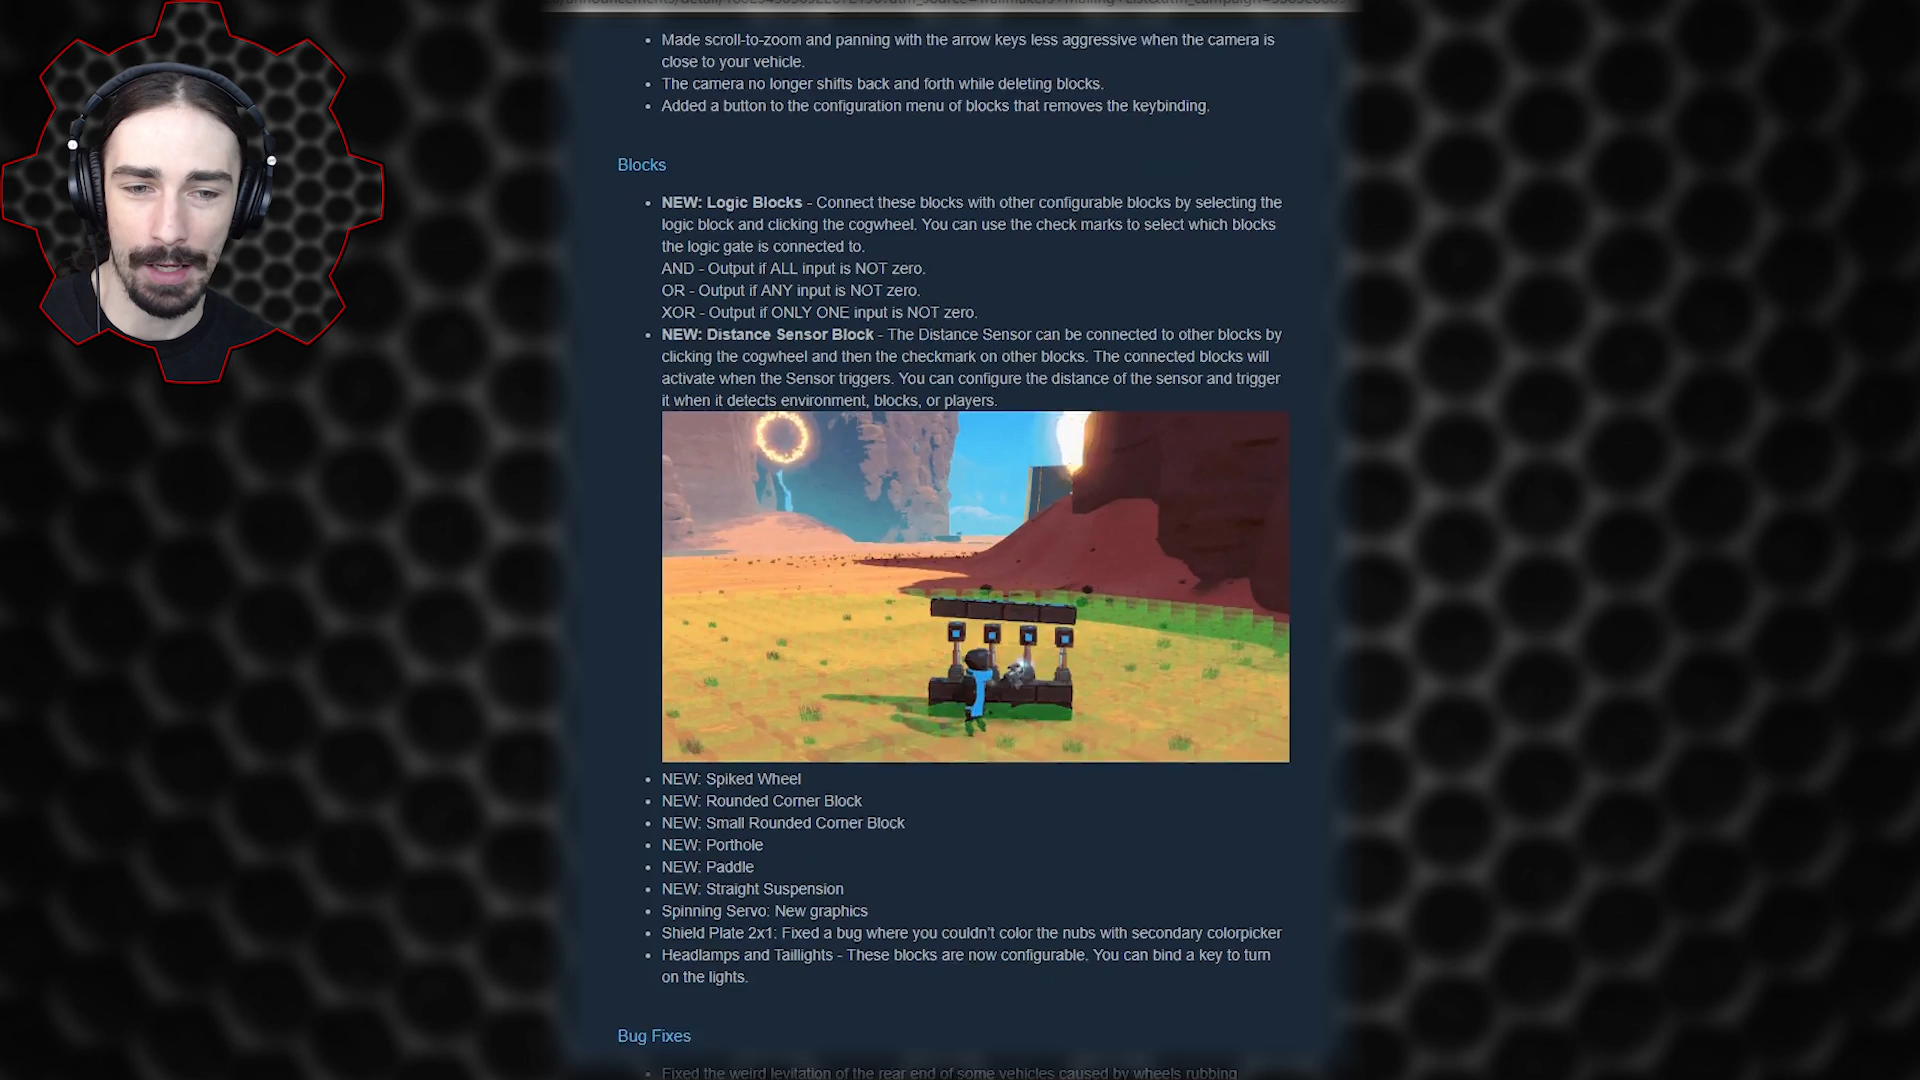 Made scroll-to-zoom and panning with the arrow keys less aggressive when the camera is
close to your vehicle.
The camera no longer shifts back and forth while deleting blocks.
Added a button to the configuration menu of blocks that removes the keybinding.
Blocks
NEW: Logic Blocks - Connect these blocks with other configurable blocks by selecting the
logic block and clicking the cogwheel. You can use the check marks to select which blocks
the logic gate is connected to.
AND - Output if ALL input is NOT zero.
OR - Output if ANY input is NOT zero.
XOR - Output if ONLY ONE input is NOT zero.
NEW: Distance Sensor Block - The Distance Sensor can be connected to other blocks by
clicking the cogwheel and then the checkmark on other blocks. The connected blocks will
activate when the Sensor triggers. You can configure the distance of the sensor and trigger
it when it detects environment, blocks, or players.
NEW: Spiked Wheel
NEW: Rounded Corner Block
NEW: Small Rounded Corner Block
NEW: Porthole
NEW: Paddle
NEW: Straight Suspension
Spinning Servo: New graphics
Shield Plate 2x1: Fixed a bug where you couldn't color the nubs with secondary colorpicker
Headlamps and Taillights - These blocks are now configurable. You can bind a key to turn
on the lights.
Bug Fixes
Fixed the weird levitation of the rear end of some vehicles caused by wheels rubbing